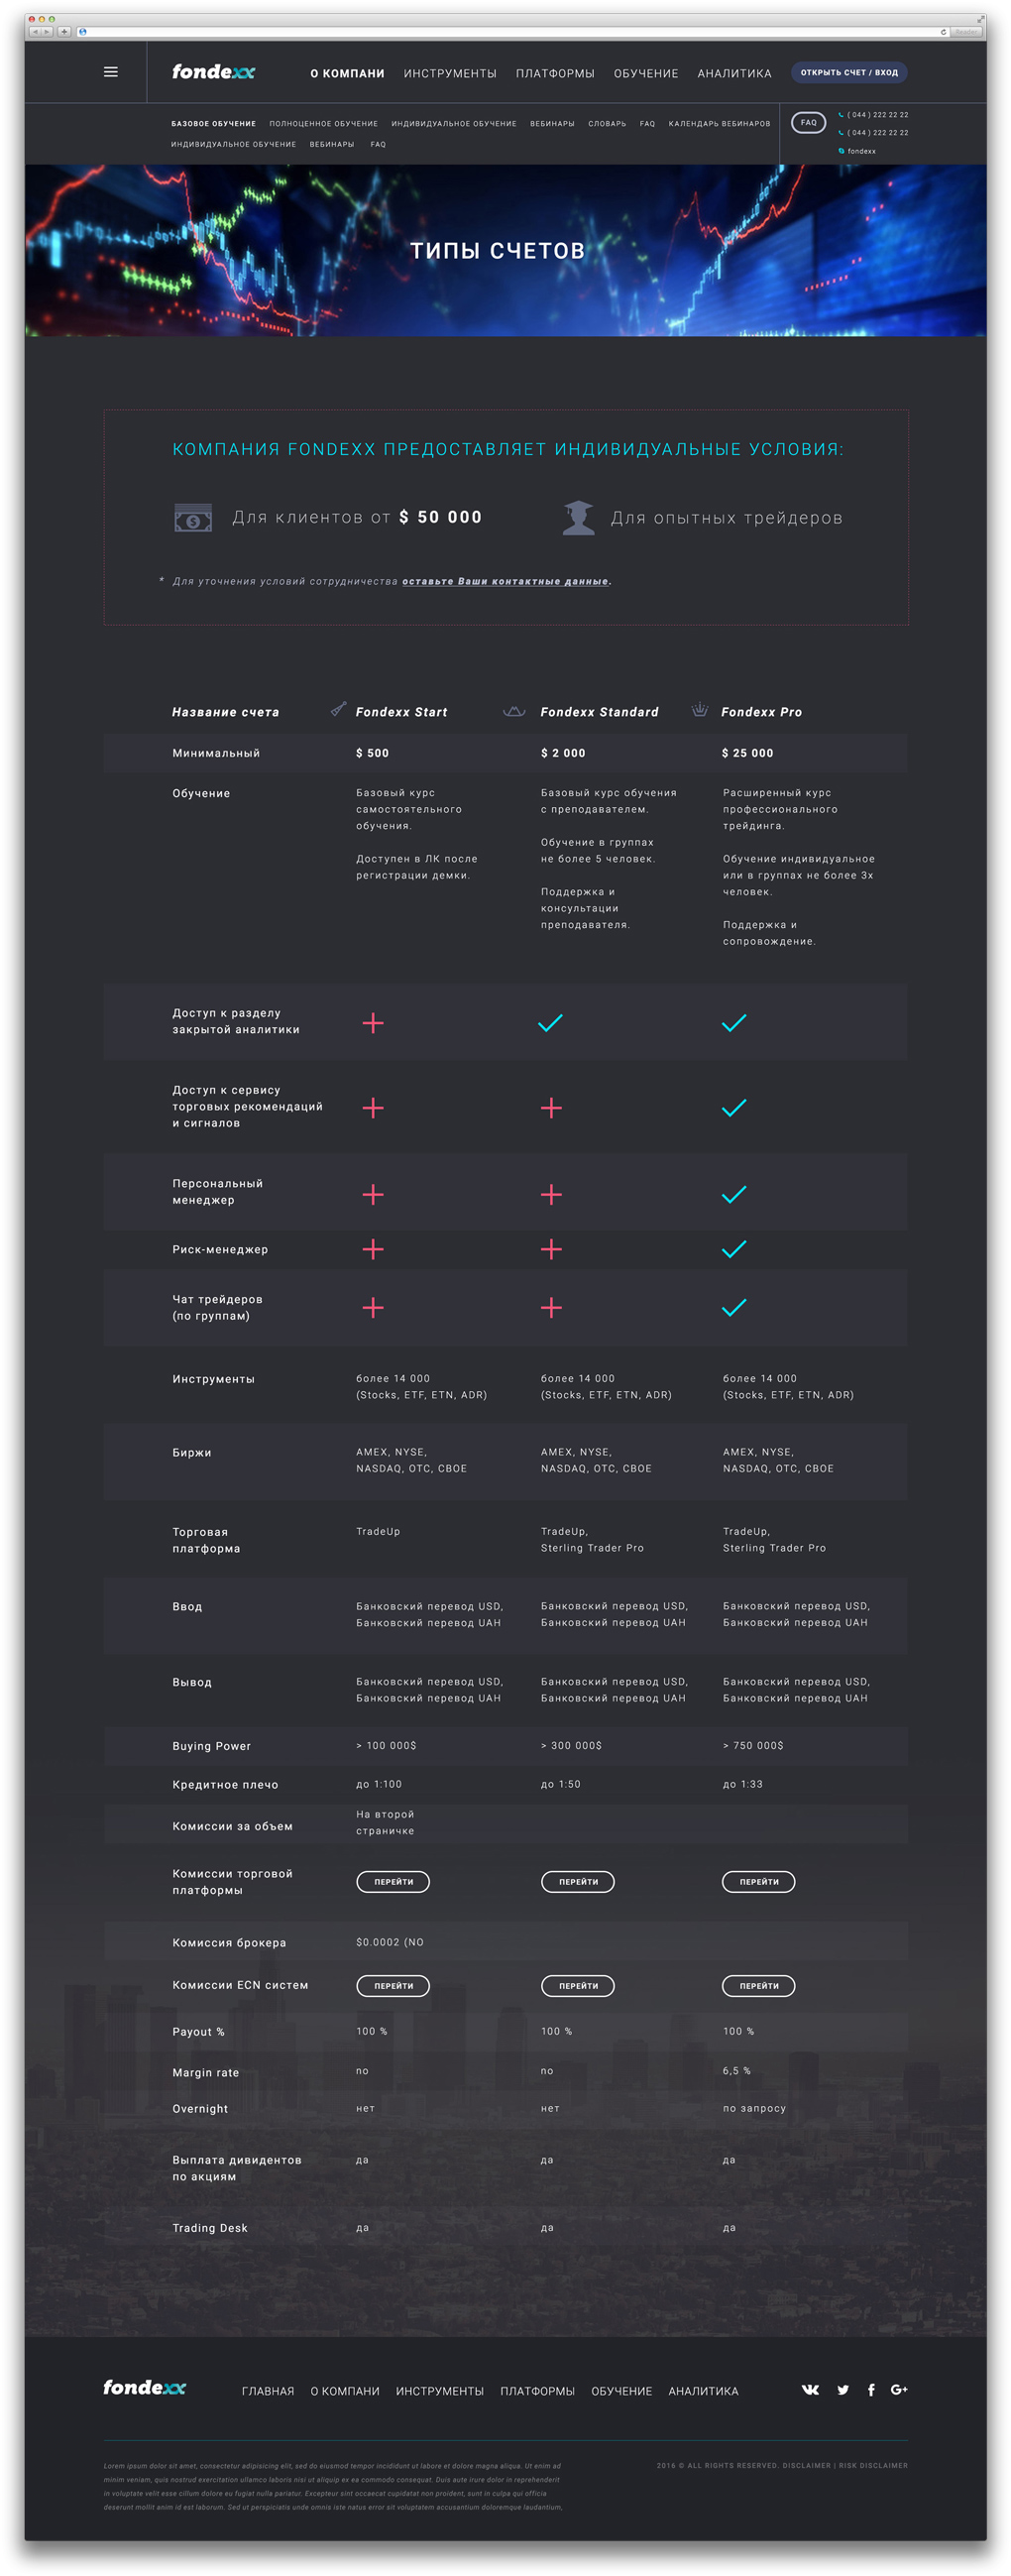 Reader
fondexx
О КОМПАНИ ИНСТРУМЕНТЫ ПЛАТФОРМЫ ОБУЧЕНИЕ АНАЛИТИКА
ОТКРЫТЬ СЧЕТ / ВХОД
БАЗОВОЕ ОБУЧЕНИЕ ПОЛНОЦЕННОЕ ОБУЧЕНИЕ ИНДИВИДУАЛЬНОЕ ОБУЧЕНИЕ ВЕБИНАРЫ СЛОВАРЬ FAQ КАЛЕНДАРЬ ВЕБИНАРОВ
ИНДИВИДУАЛЬНОЕ ОБУЧЕНИЕ ВЕБИНАРЫ FAQ
FAQ
( 044 ) 222 22 22
( 044 ) 222 22 22
fondexx
ТИПЫ СЧЕТОВ
КОМПАНИЯ FONDEXX ПРЕДОСТАВЛЯЕТ ИНДИВИДУАЛЬНЫЕ УСЛОВИЯ:
Для клиентов от $ 50 000
Для опытных трейдеров
* Для уточнения условий сотрудничества оставьте Ваши контактные данные.
Название счета Fondexx Start Fondexx Standard Fondexx Pro
Минимальный $ 500 $ 2 000 $ 25 000
Обучение
Базовый курс
самостоятельного
обучения.
Доступен в ЛК после
регистрации демки.
Базовый курс обучения
с преподавателем.
Обучение в группах
не более 5 человек.
Поддержка и
консультации
преподавателя.
Расширенный курс
профессионального
трейдинга.
Обучение индивидуальное
или в группах не более 3х
человек.
Поддержка и
сопровождение.
Доступ к разделу
закрытой аналитики
Доступ к сервису
торговых рекомендаций
и сигналов
Персональный
менеджер
Риск-менеджер
Чат трейдеров
(по группам)
Инструменты более 14 000 более 14 000 более 14 000
(Stocks, ETF, ETN, ADR) (Stocks, ETF, ETN, ADR) (Stocks, ETF, ETN, ADR)
Биржи AMEX, NYSE, AMEX, NYSE, AMEX, NYSE,
NASDAQ, OTC, CBOE NASDAQ, OTC, CBOE NASDAQ, OTC, CBOE
Торговая TradeUp TradeUp, TradeUp,
платформа Sterling Trader Pro Sterling Trader Pro
Ввод Банковский перевод USD, Банковский перевод USD, Банковский перевод USD,
Банковский перевод UAH Банковский перевод UAH Банковский перевод UAH
Вывод Банковский перевод USD, Банковский перевод USD, Банковский перевод USD,
Банковский перевод UAH Банковский перевод UAH Банковский перевод UAH
Buying Power > 100 000$ > 300 000$ > 750 000$
Кредитное плечо до 1:100 до 1:50 до 1:33
Комиссии за объем
На второй
страничке
Комиссии торговой
платформы
ПЕРЕЙТИ ПЕРЕЙТИ ПЕРЕЙТИ
Комиссия брокера $0.0002 (NO
Комиссии ECN систем ПЕРЕЙТИ ПЕРЕЙТИ ПЕРЕЙТИ
Payout % 100 % 100 % 100 %
Margin rate no no 6,5 %
Overnight нет нет по запросу
Выплата дивидентов да да да
по акциям
Trading Desk да да да
fondexx
ГЛАВНАЯ О КОМПАНИ ИНСТРУМЕНТЫ ПЛАТФОРМЫ ОБУЧЕНИЕ АНАЛИТИКА
Lorem ipsum dolor sit amet, consectetur adipisicing elit, sed do eiusmod tempor incididunt ut labore et dolore magna aliqua. Ut enim ad
minim veniam, quis nostrud exercitation ullamco laboris nisi ut aliquip ex ea commodo consequat. Duis aute irure dolor in reprehenderit
in voluptate velit esse cillum dolore eu fugiat nulla pariatur. Excepteur sint occaecat cupidatat non proident, sunt in culpa qui officia
deserunt mollit anim id est laborum. Sed ut perspiciatis unde omnis iste natus error sit voluptatem accusantium doloremque laudantium,
2016 © ALL RIGHTS RESERVED. DISCLAIMER | RISK DISCLAIMER